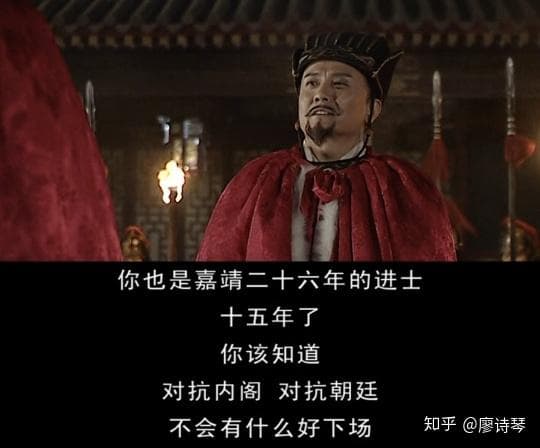 你也是嘉靖二十六年的进士
十五年了
你该知道
对抗内阁 对抗朝廷
不会有什么好下场
知乎 @廖诗琴